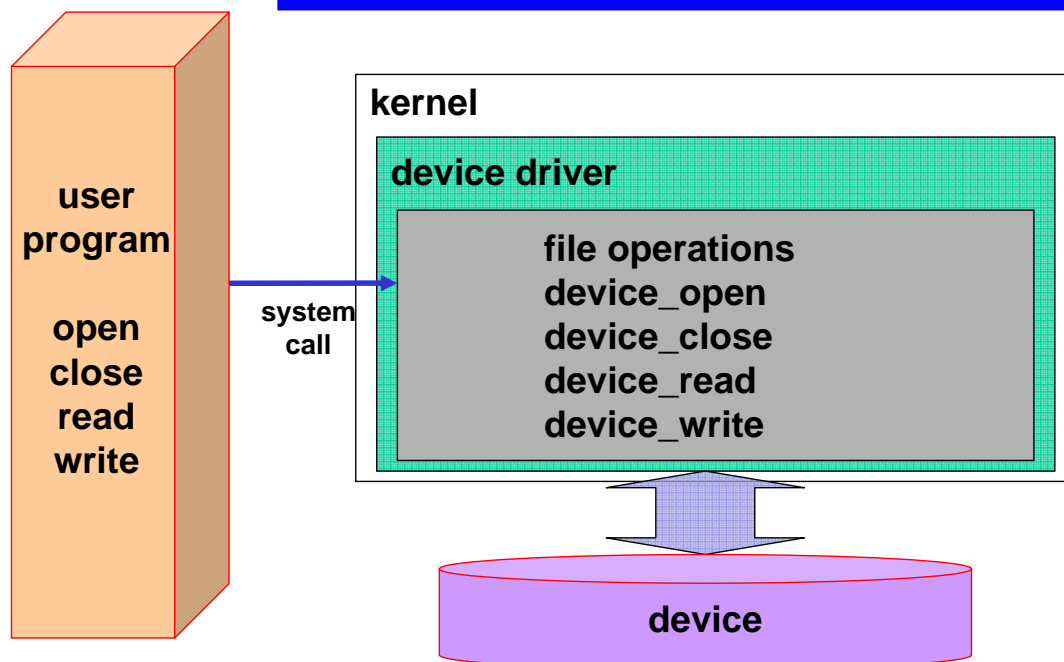 user
program
open
close
read
write
system
call
kernel
device driver
file operations
device_open
device_close
device_read
device_write
device